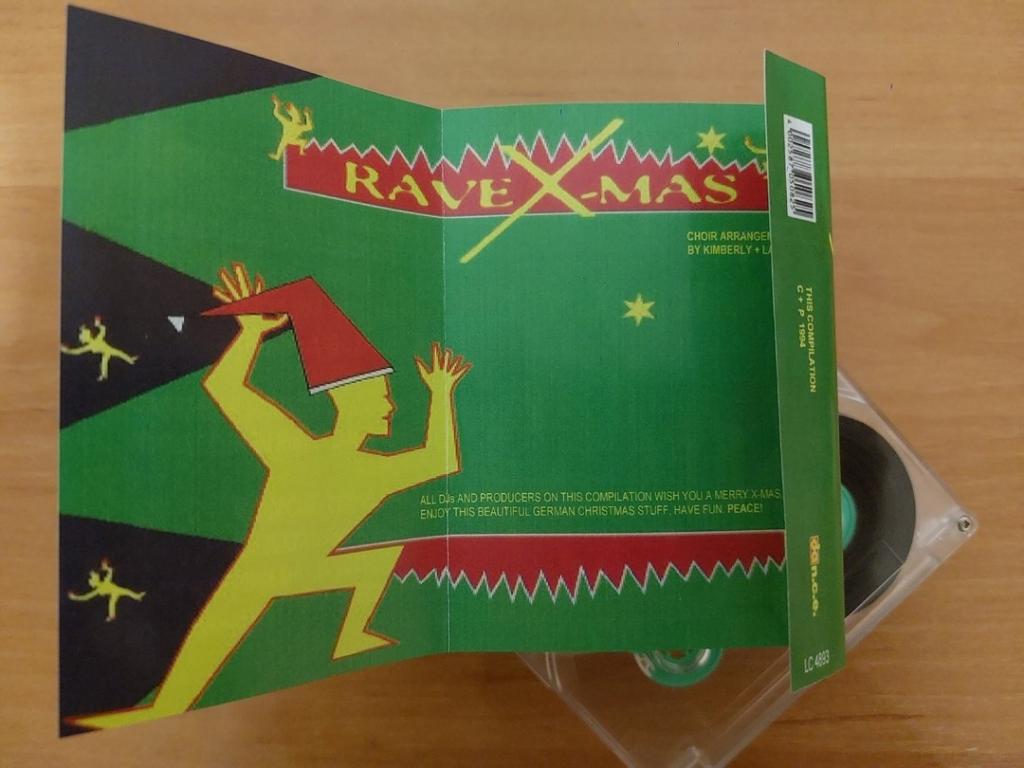 RAVE X-MAS
CHOIR ARRANGEM
BY KIMBERLY + LA
ALL DJs AND PRODUCERS ON THIS COMPILATION WISH YOU A MERRY X-MAS
ENJOY THIS BEAUTIFUL GERMAN CHRISTMAS STUFF, HAVE FUN. PEACE!
THIS COMPILATION
C + P 1994
LC 4893